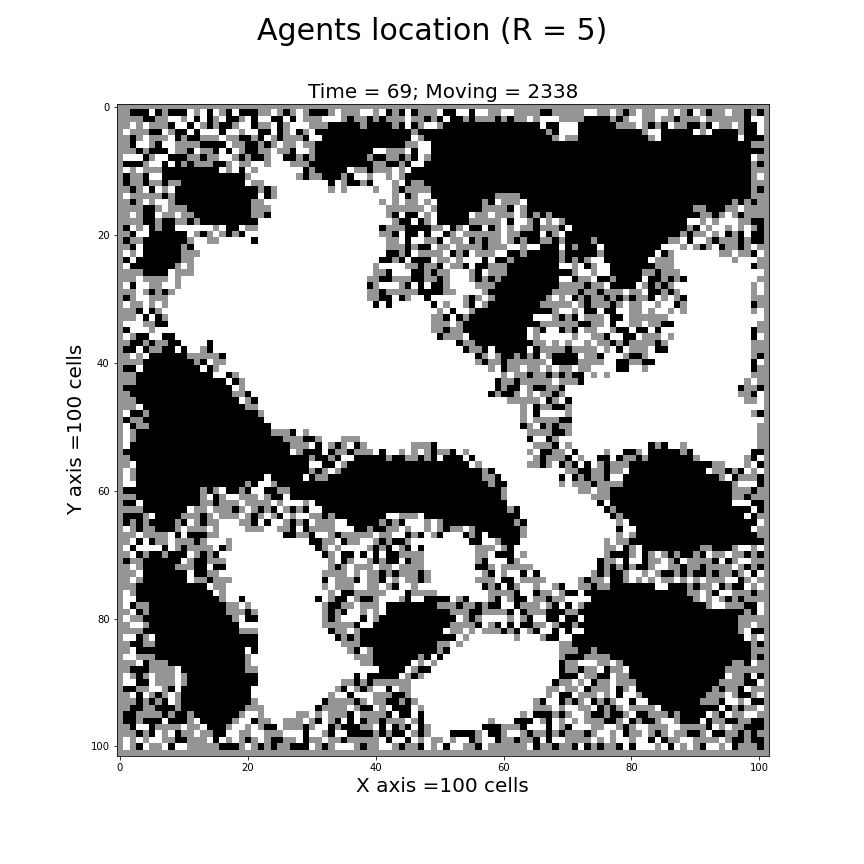 Agents location (R = 5)
Time = 69; Moving = 2338
0
20
40
60
80
100
Y axis =100 cells
0 20 40 60 80 100
X axis =100 cells